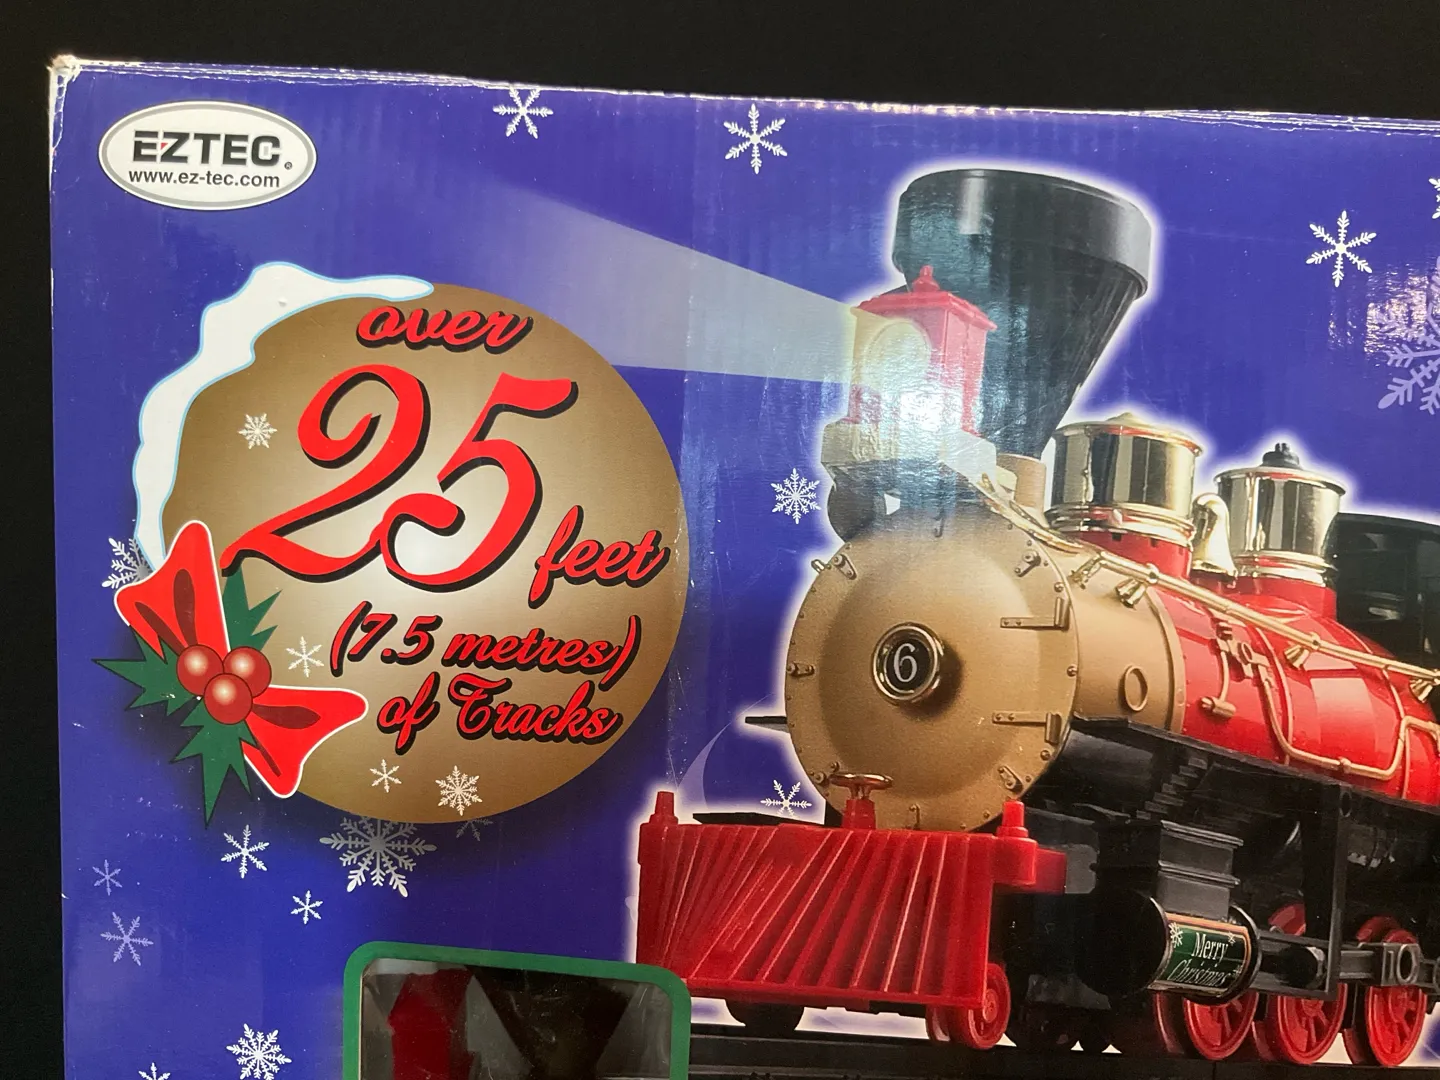 EZTEC®
www.ez-tec.com
over
25 feet
(7.5 metres)
of Tracks
6
Merry
Christmas